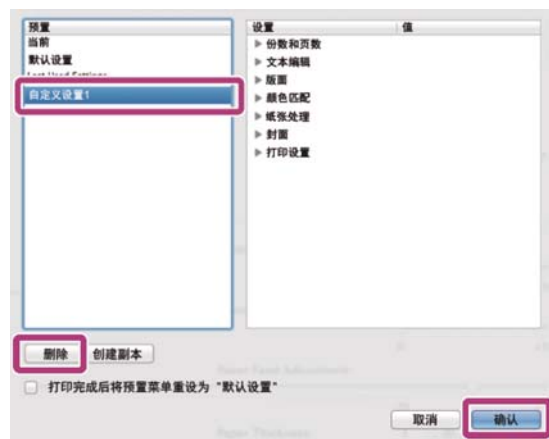 预置
当前
默认设置
Last Used Settings
自定义设置1
删除
创建副本
打印完成后将预置菜单重设为 "默认设置"
设置
值
份数和页数
文本编辑
版面
颜色匹配
纸张处理
封面
打印设置
取消
确认